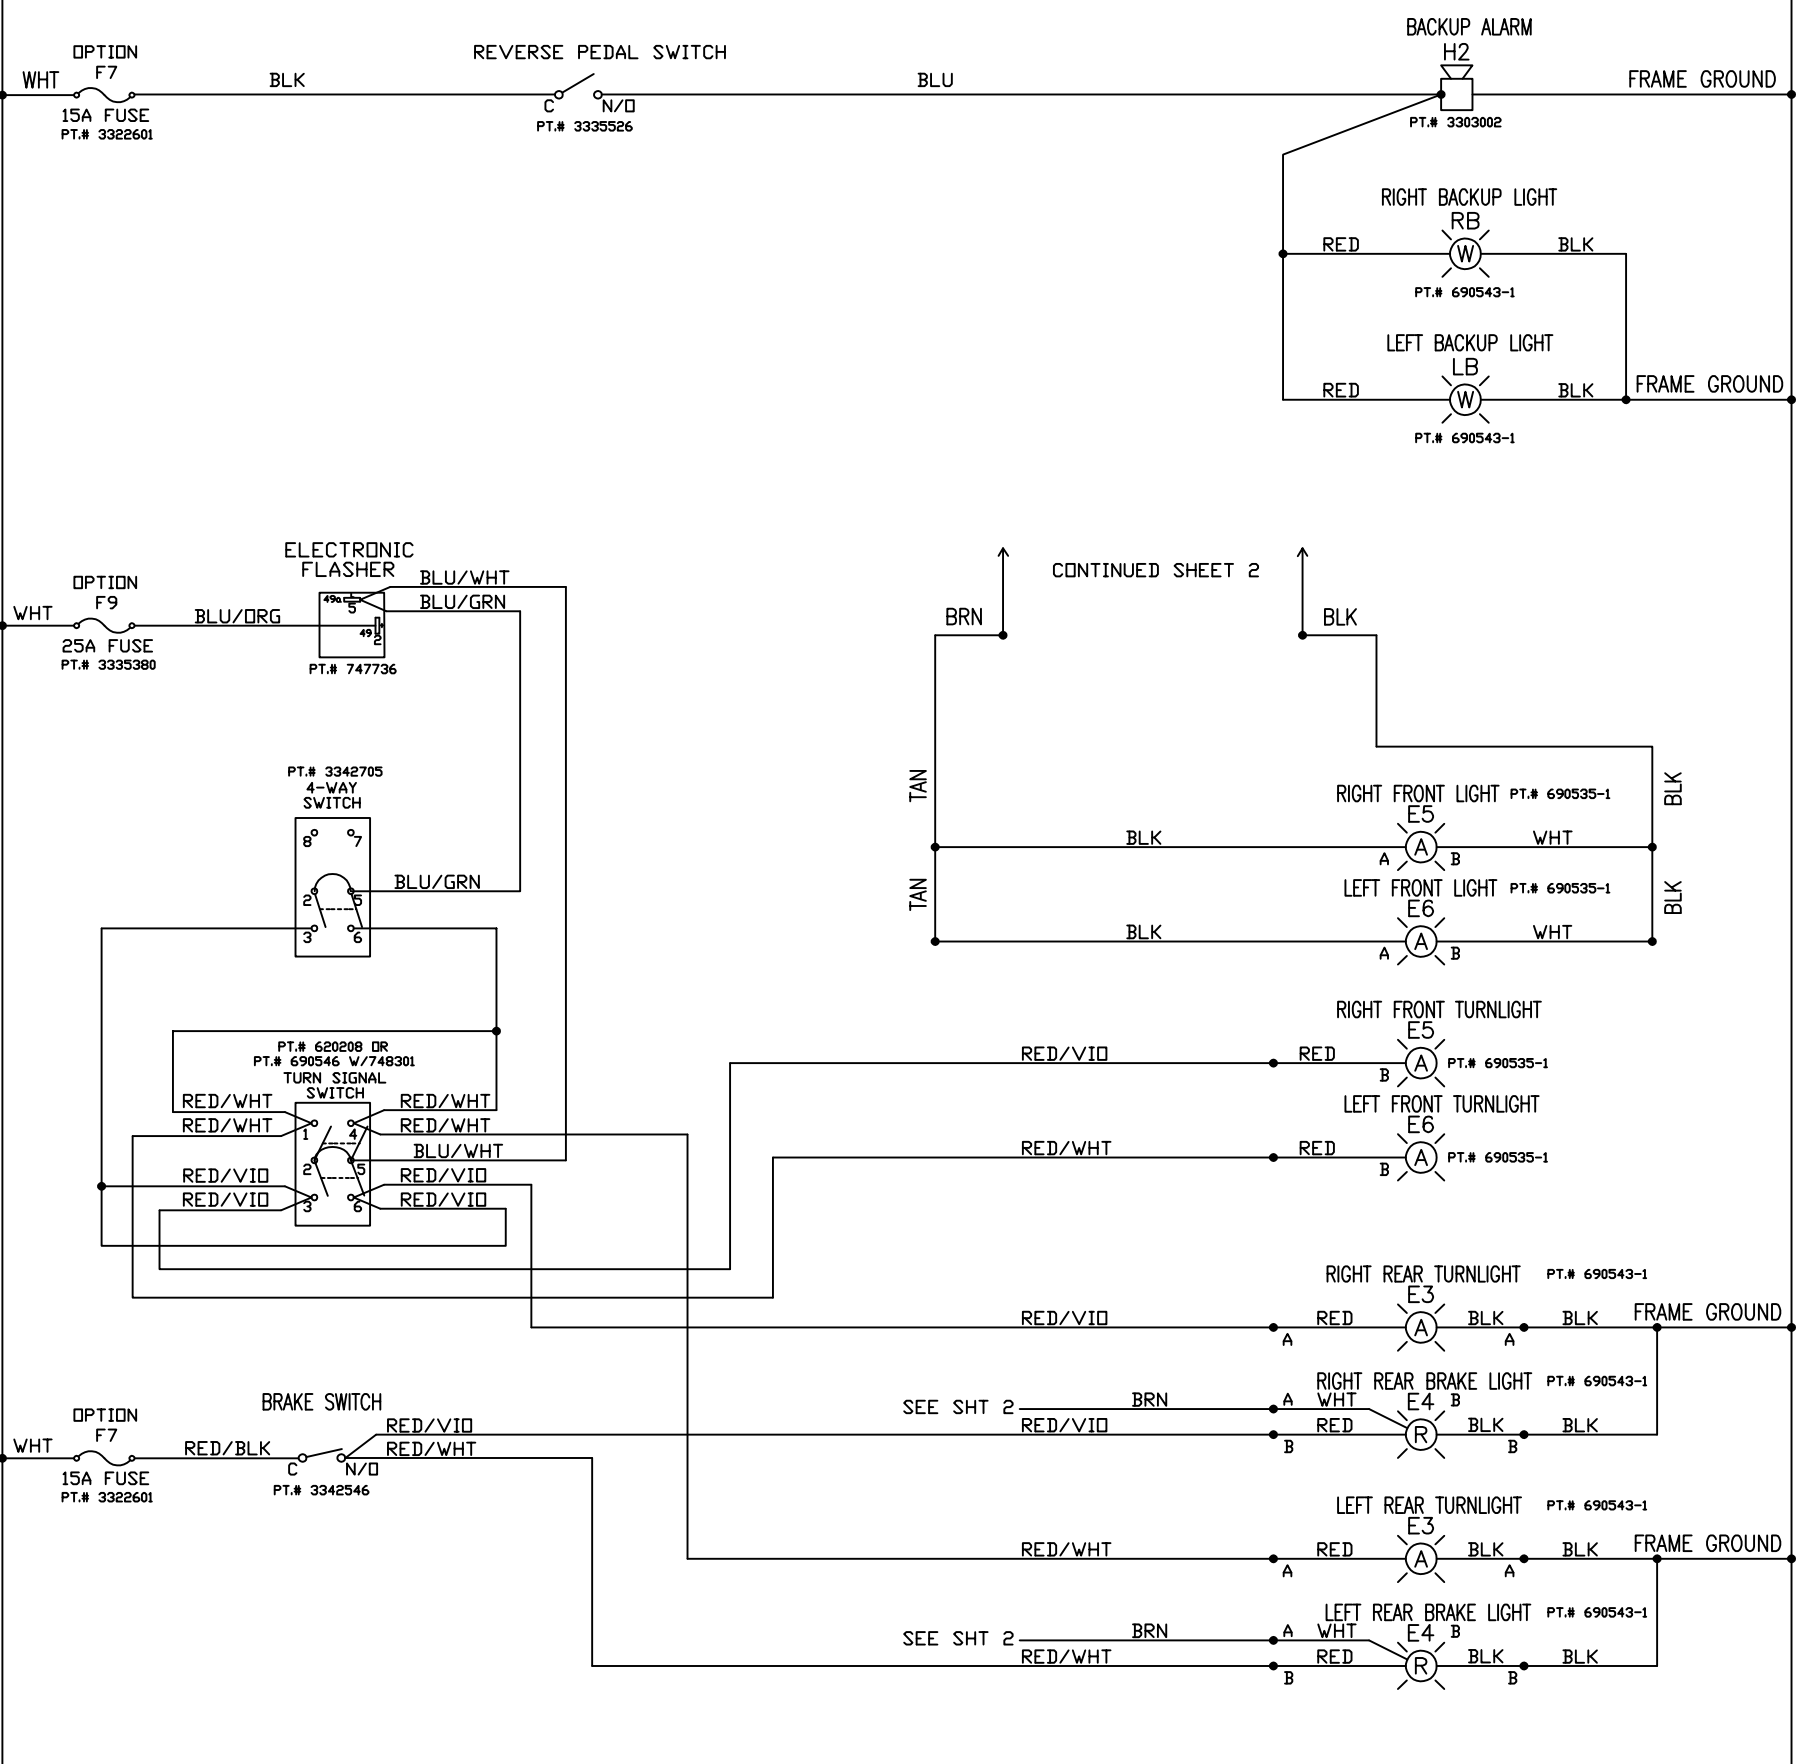 OPTION
F7
WHT
15A FUSE
PT.# 3322601
BLK
REVERSE PEDAL SWITCH
C
N/O
PT.# 3335526
BLU
BACKUP ALARM
H2
PT.# 3303002
FRAME GROUND
RIGHT BACKUP LIGHT
RB
RED
W
BLK
PT.# 690543-1
LEFT BACKUP LIGHT
LB
RED
W
BLK
FRAME GROUND
PT.# 690543-1
OPTION
F9
WHT
25A FUSE
PT.# 3335380
BLU/ORG
ELECTRONIC
FLASHER
49a
5
49
2
PT.# 747736
BLU/WHT
BLU/GRN
CONTINUED SHEET 2
BRN
BLK
PT.# 3342705
4-WAY
SWITCH
8
7
2
5
3
6
BLU/GRN
TAN
TAN
BLK
BLK
RIGHT FRONT LIGHT PT.# 690535-1
E5
BLK
A
A
B
WHT
LEFT FRONT LIGHT PT.# 690535-1
E6
BLK
A
A
B
WHT
PT.# 620208 OR
PT.# 690546 W/748301
TURN SIGNAL
SWITCH
RED/WHT
RED/WHT
RED/VIO
RED/VIO
1
4
2
5
3
6
RED/WHT
RED/WHT
BLU/WHT
RED/VIO
RED/VIO
RIGHT FRONT TURNLIGHT
E5
RED/VIO
RED
B
A
PT.# 690535-1
LEFT FRONT TURNLIGHT
E6
RED/WHT
RED
B
A
PT.# 690535-1
RIGHT REAR TURNLIGHT PT.# 690543-1
E3
RED/VIO
A
RED
A
BLK
A
BLK
FRAME GROUND
RIGHT REAR BRAKE LIGHT PT.# 690543-1
E4
B
SEE SHT 2
BRN
A
WHT
RED/VIO
B
RED
R
BLK
B
BLK
OPTION
F7
WHT
15A FUSE
PT.# 3322601
RED/BLK
BRAKE SWITCH
C
N/O
PT.# 3342546
RED/VIO
RED/WHT
LEFT REAR TURNLIGHT PT.# 690543-1
E3
RED/WHT
A
RED
A
BLK
A
BLK
FRAME GROUND
LEFT REAR BRAKE LIGHT PT.# 690543-1
E4
B
SEE SHT 2
BRN
A
WHT
RED/WHT
B
RED
R
BLK
B
BLK